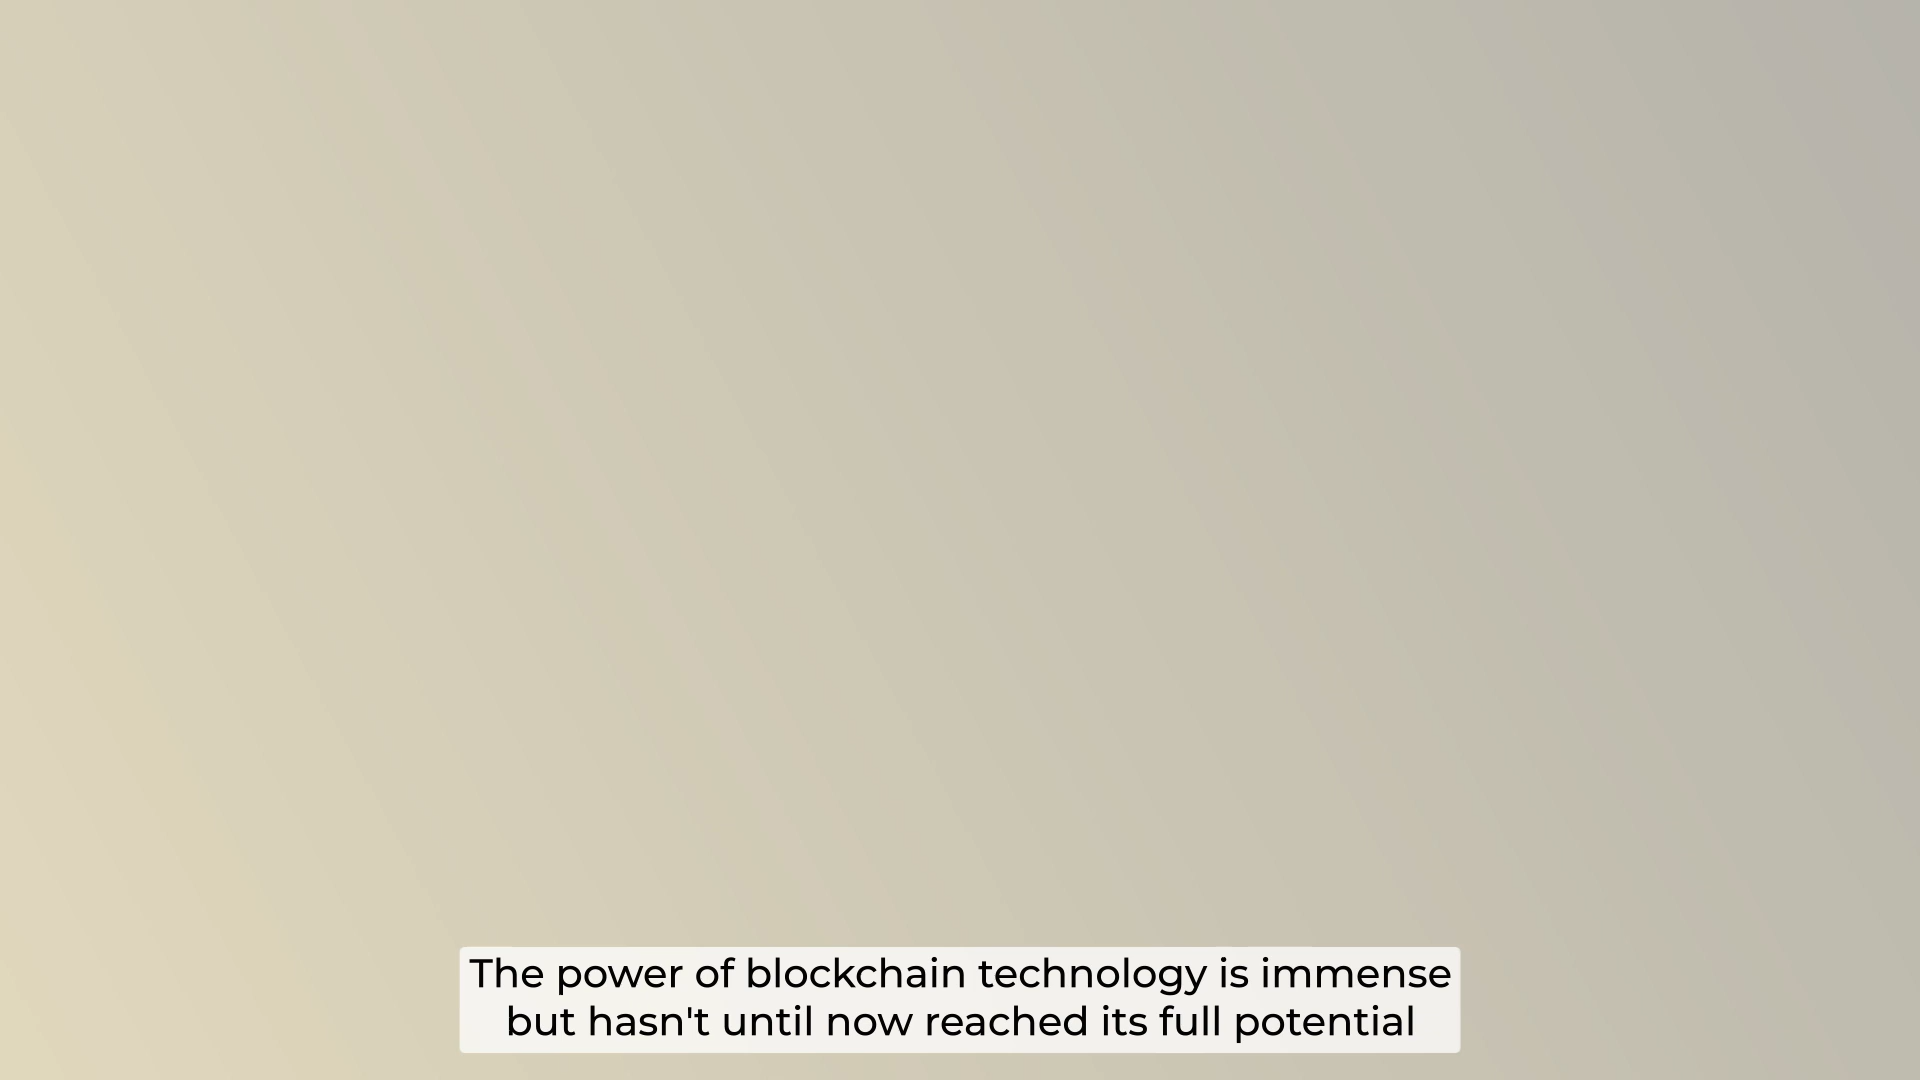 The power of blockchain technology is immense
but hasn't until now reached its full potential